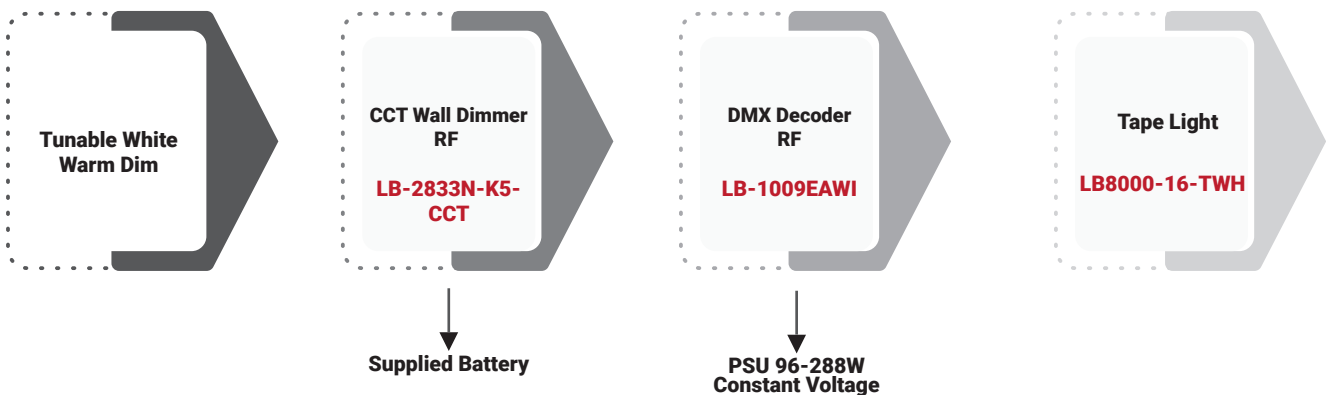 Tunable White
Warm Dim
CCT Wall Dimmer
RF
LB-2833N-K5-
CCT
DMX Decoder
RF
LB-1009EAWI
Tape Light
LB8000-16-TWH
Supplied Battery
PSU 96-288W
Constant Voltage